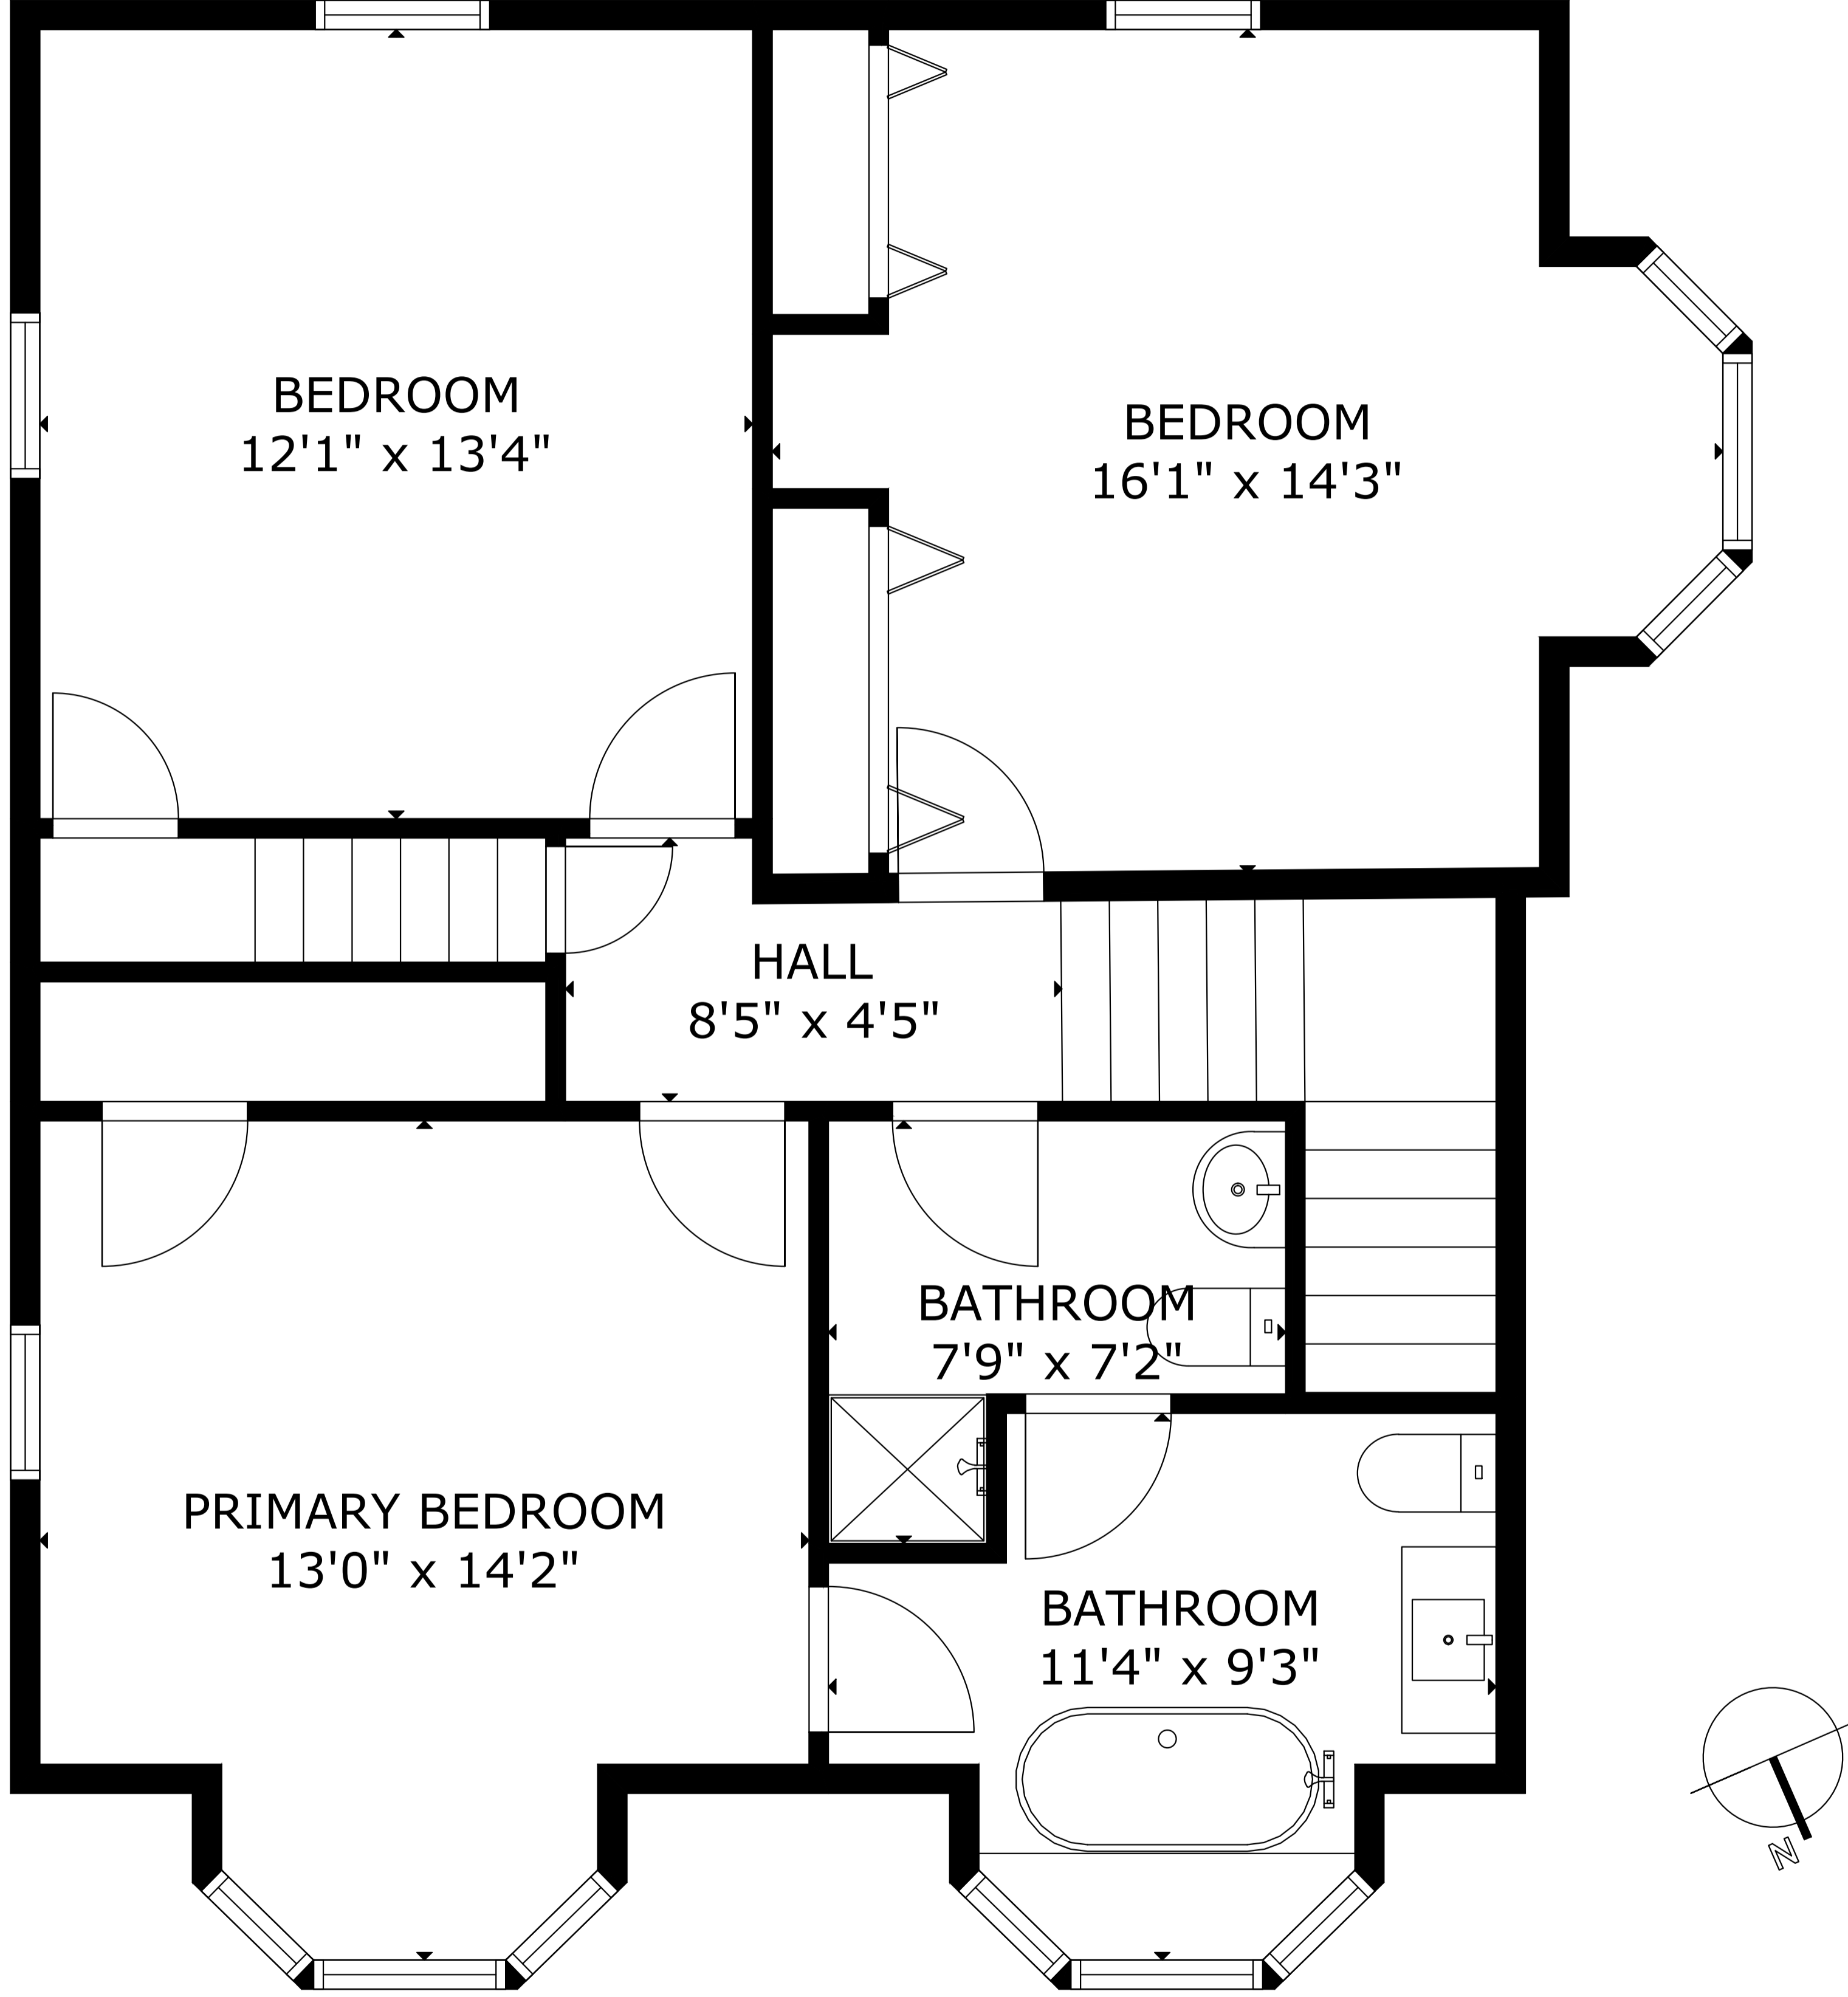 BEDROOM
12'1" x 13'4"
BEDROOM
16'1" x 14'3"
HALL
8'5" x 4'5"
BATHROOM
7'9" x 7'2"
PRIMARY BEDROOM
13'0" x 14'2"
BATHROOM
11'4" x 9'3"
N